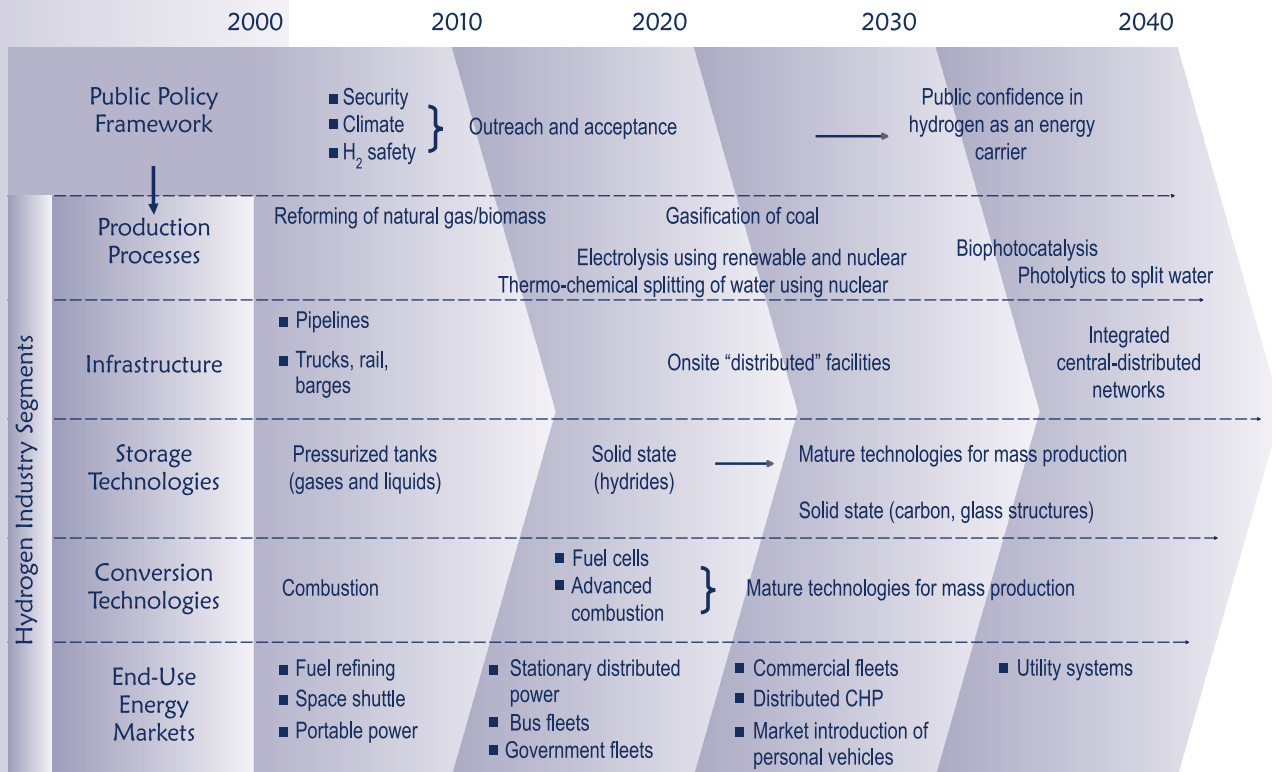 2000 2010 2020 2030 2040
Public Policy
Framework
■ Security
■ Climate
■ H₂ safety
}
Outreach and acceptance
Public confidence in
hydrogen as an energy
carrier
Hydrogen Industry Segments
Production
Processes
Reforming of natural gas/biomass
Gasification of coal
Electrolysis using renewable and nuclear
Thermo-chemical splitting of water using nuclear
Biophotocatalysis
Photolytics to split water
Infrastructure
■ Pipelines
■ Trucks, rail,
barges
Onsite “distributed” facilities
Integrated
central-distributed
networks
Storage
Technologies
Pressurized tanks
(gases and liquids)
Solid state
(hydrides)
Mature technologies for mass production
Solid state (carbon, glass structures)
Conversion
Technologies
Combustion
■ Fuel cells
■ Advanced
combustion
}
Mature technologies for mass production
End-Use
Energy
Markets
■ Fuel refining
■ Space shuttle
■ Portable power
■ Stationary distributed
power
■ Bus fleets
■ Government fleets
■ Commercial fleets
■ Distributed CHP
■ Market introduction of
personal vehicles
■ Utility systems